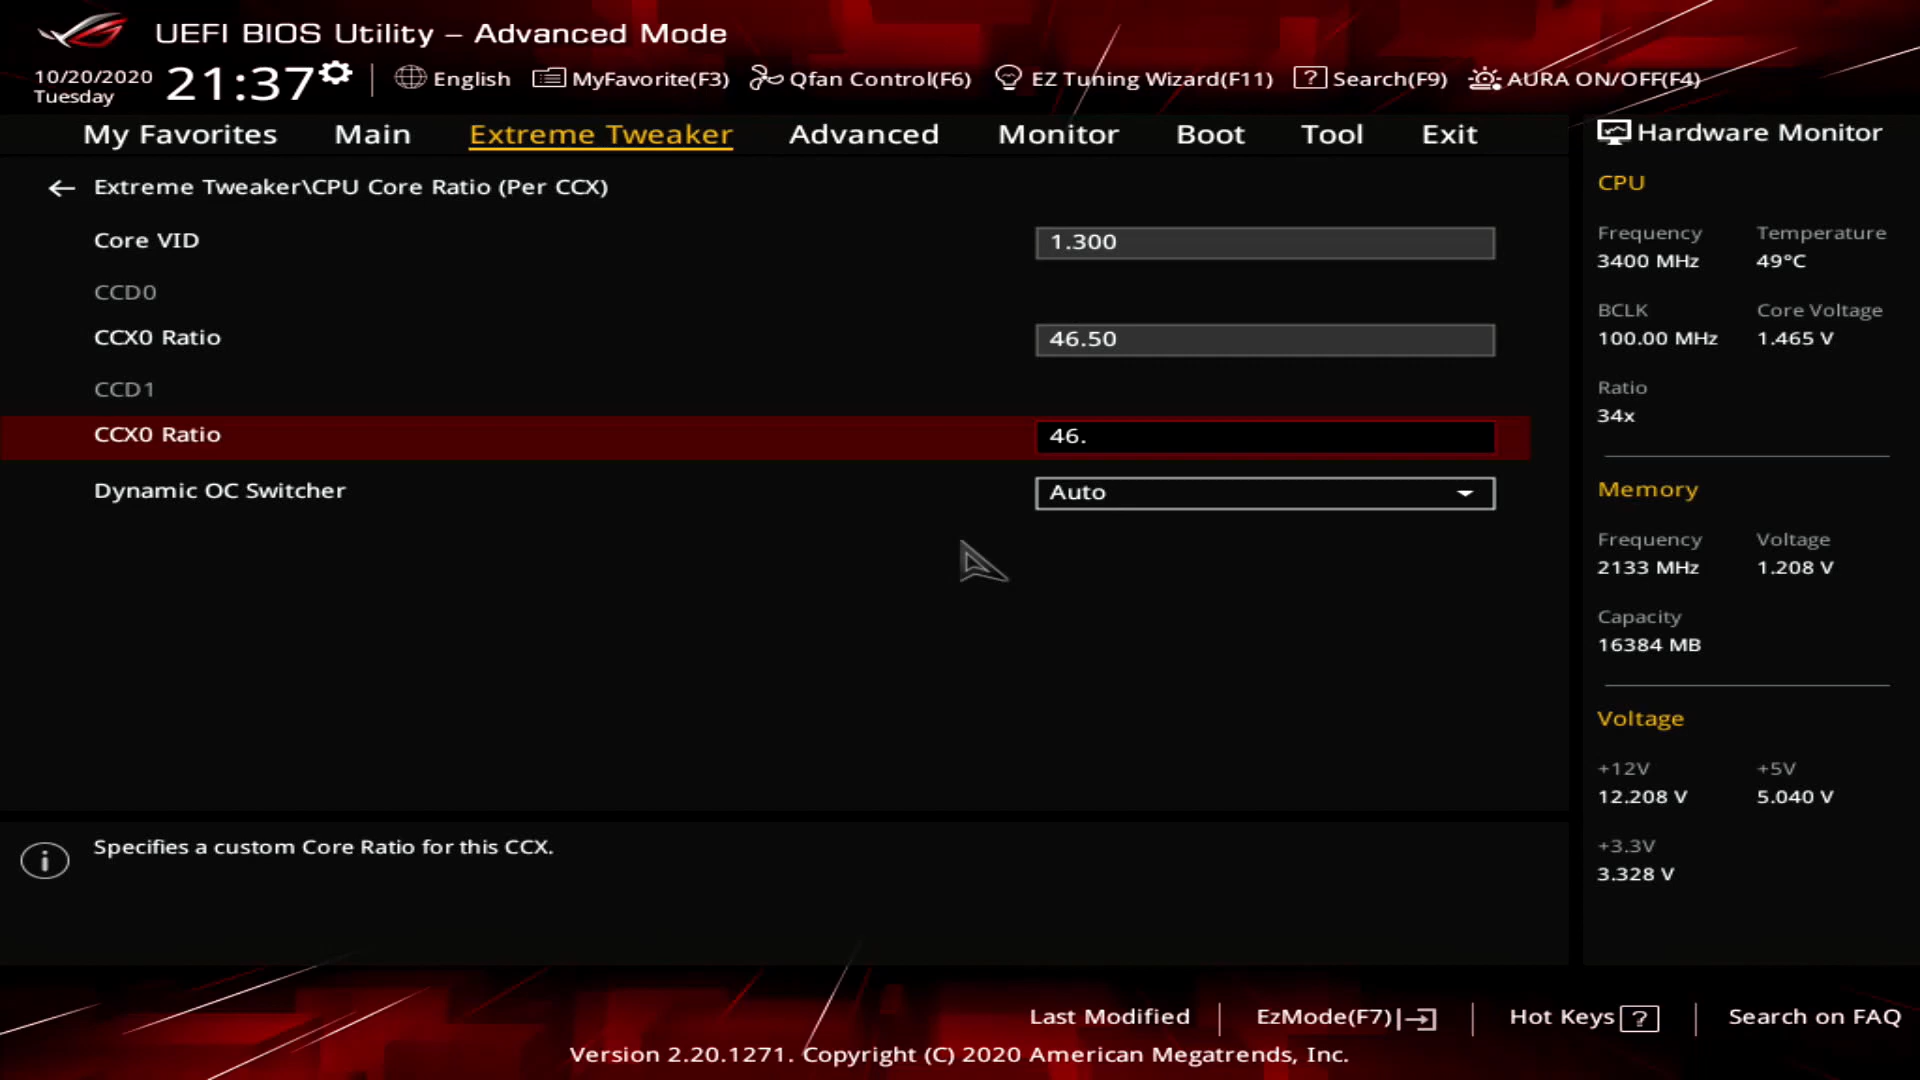 UEFI BIOS Utility – Advanced Mode
10/20/2020
Tuesday
21:37
English
MyFavorite(F3)
Qfan Control(F6)
EZ Tuning Wizard(F11)
? Search(F9)
AURA ON/OFF(F4)
My Favorites
Main
Extreme Tweaker
Advanced
Monitor
Boot
Tool
Exit
Extreme Tweaker\CPU Core Ratio (Per CCX)
Core VID 1.300
CCD0
CCX0 Ratio 46.50
CCD1
CCX0 Ratio 46.
Dynamic OC Switcher Auto
Specifies a custom Core Ratio for this CCX.
Hardware Monitor
CPU
Frequency Temperature
3400 MHz 49°C
BCLK Core Voltage
100.00 MHz 1.465 V
Ratio
34x
Memory
Frequency Voltage
2133 MHz 1.208 V
Capacity
16384 MB
Voltage
+12V +5V
12.208 V 5.040 V
+3.3V
3.328 V
Last Modified
EzMode(F7)
Hot Keys ?
Search on FAQ
Version 2.20.1271. Copyright (C) 2020 American Megatrends, Inc.